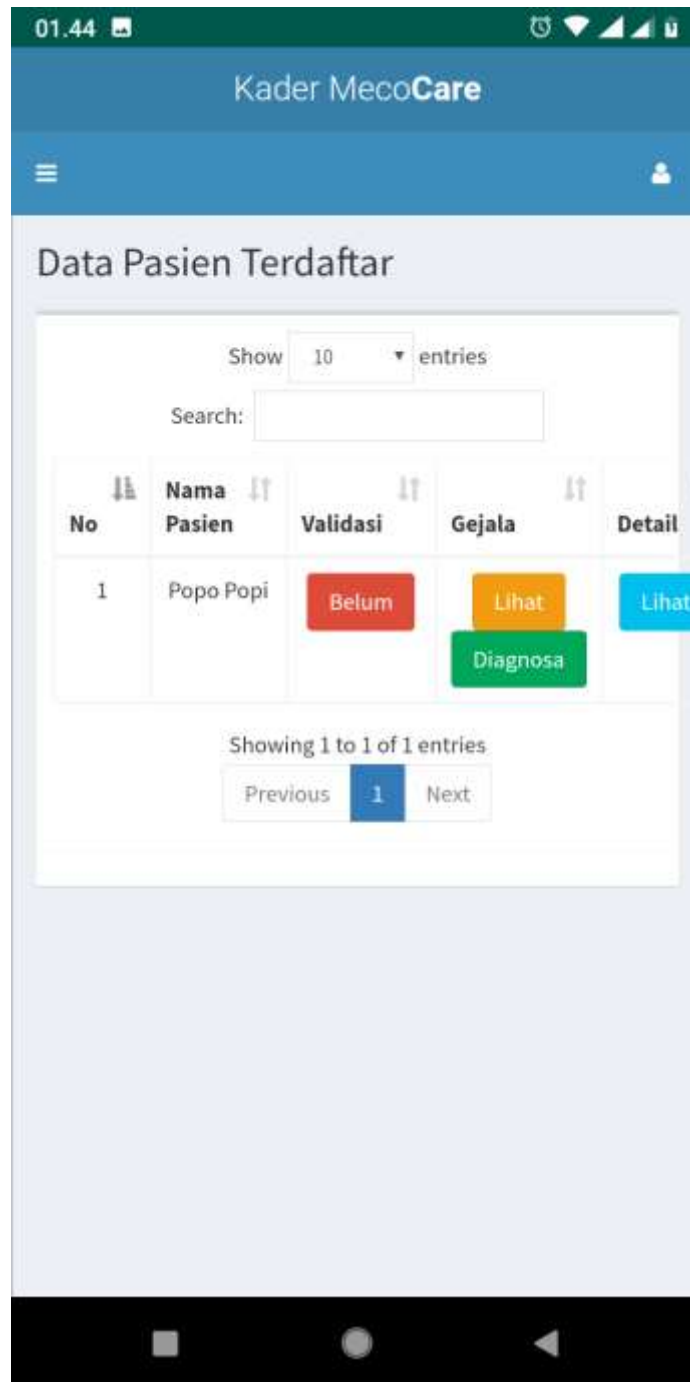 01.44
Kader MecoCare
Data Pasien Terdaftar
Show 10 entries
Search:
No Nama Pasien Validasi Gejala Detail
1 Popo Popi Belum Lihat Diagnosa Lihat
Showing 1 to 1 of 1 entries
Previous 1 Next